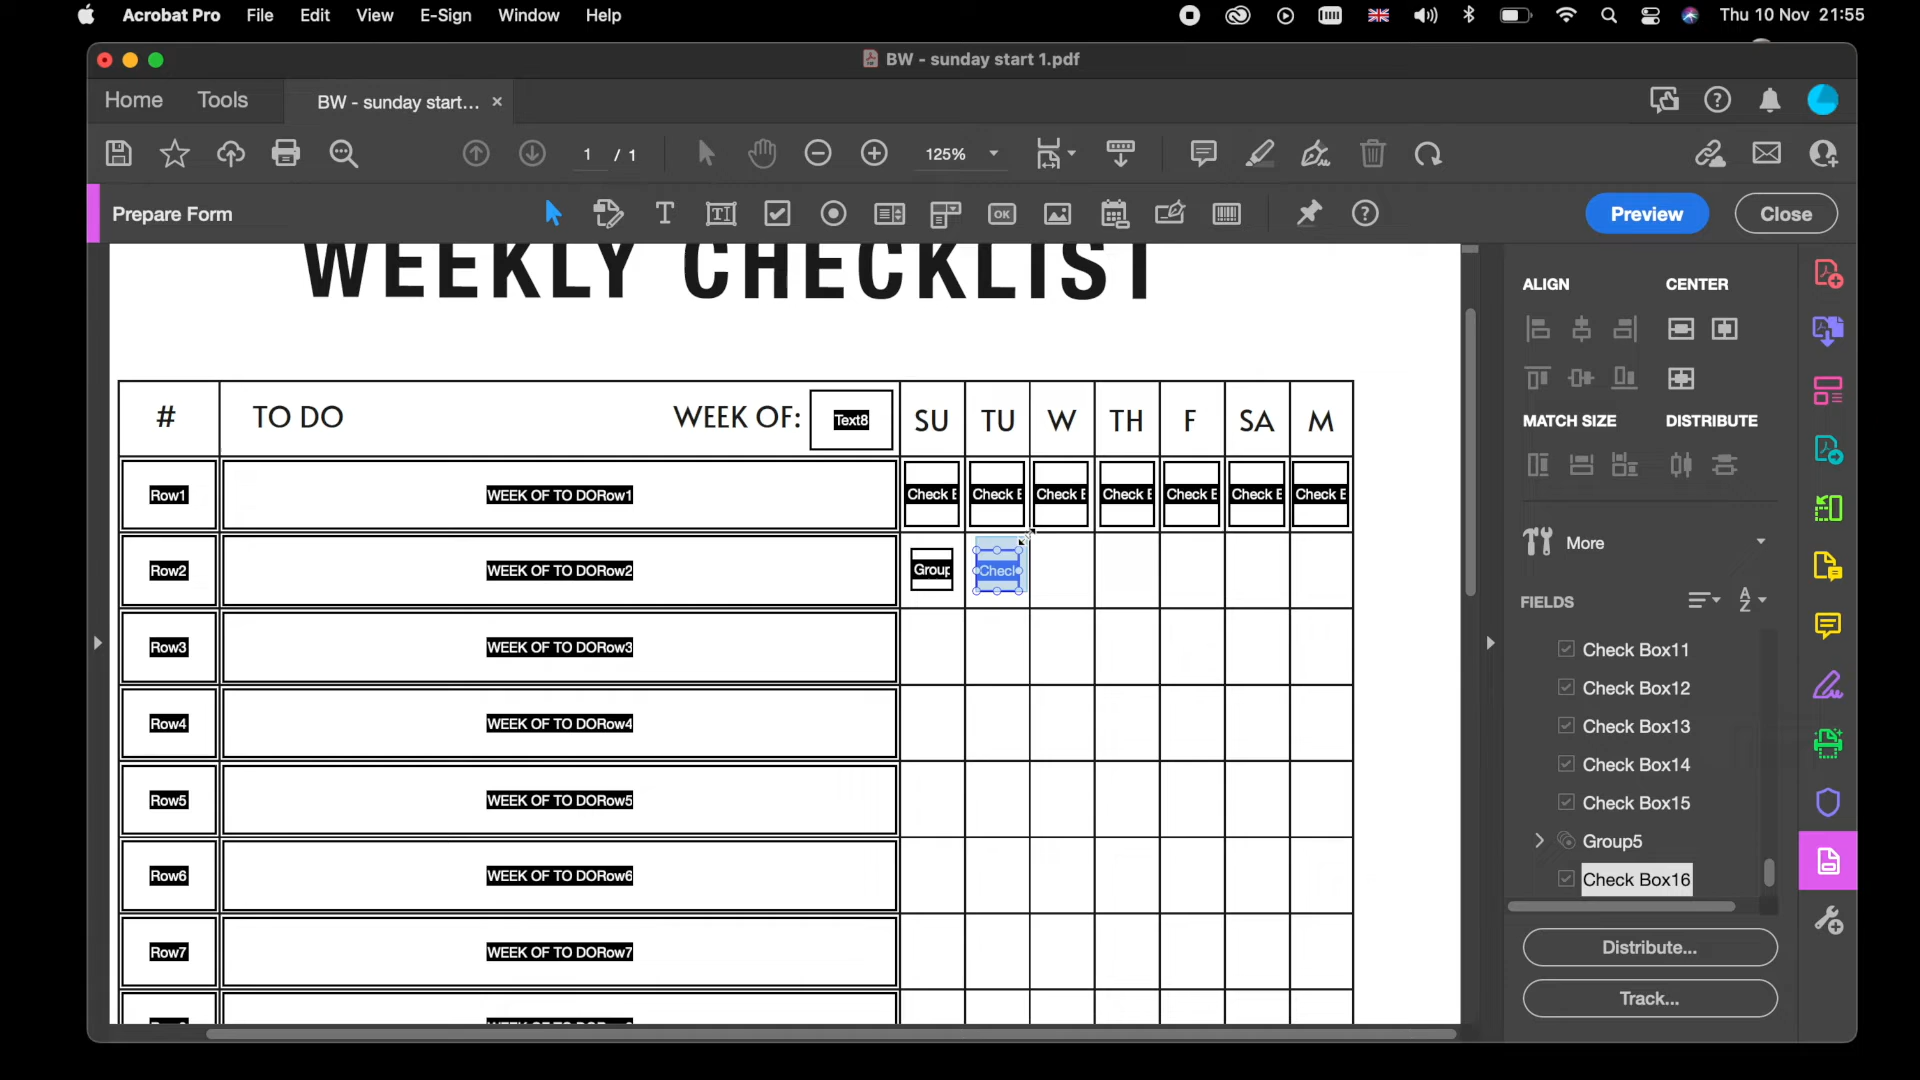 Acrobat Pro File Edit View E-Sign Window Help Thu 10 Nov 21:55
BW - sunday start 1.pdf
Home Tools BW - sunday start... ×
1 / 1 125%
Prepare Form Preview Close
WEEKLY CHECKLIST
# TO DO WEEK OF: Text8 SU TU W TH F SA M
Row1 WEEK OF TO DORow1 Check B Check B Check B Check B Check B Check B Check B
Row2 WEEK OF TO DORow2 Group Check
Row3 WEEK OF TO DORow3
Row4 WEEK OF TO DORow4
Row5 WEEK OF TO DORow5
Row6 WEEK OF TO DORow6
Row7 WEEK OF TO DORow7
ALIGN CENTER
MATCH SIZE DISTRIBUTE
More
FIELDS
Check Box11
Check Box12
Check Box13
Check Box14
Check Box15
Group5
Check Box16
Distribute...
Track...